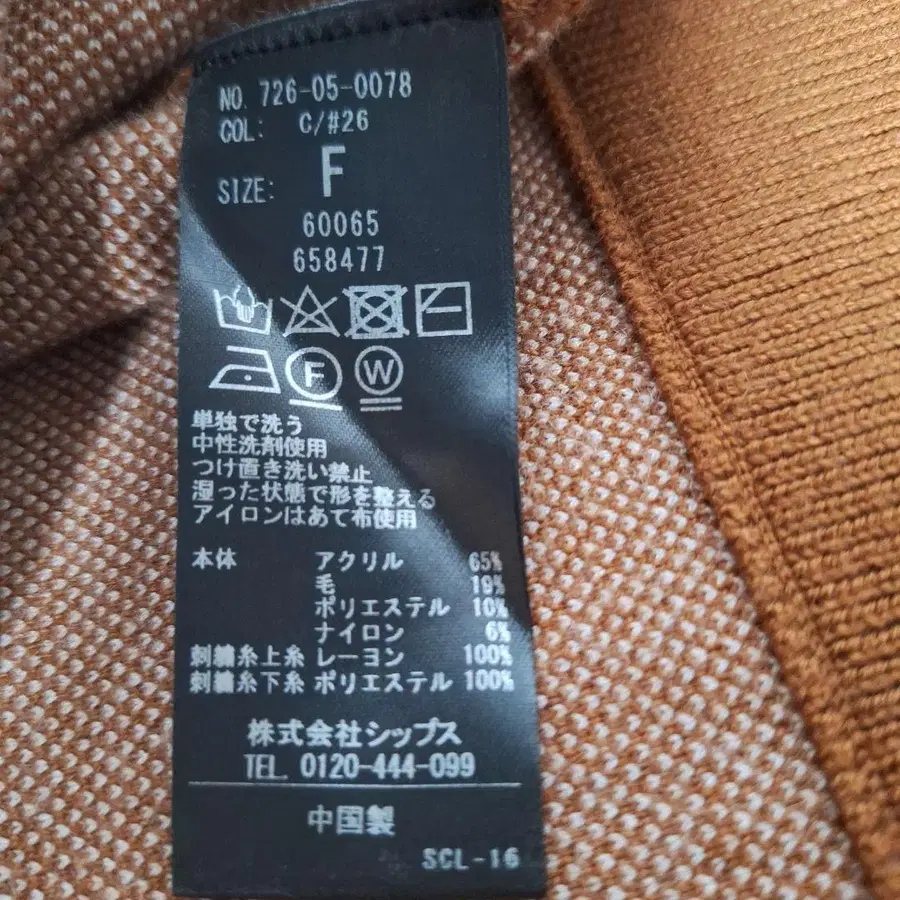 NO. 726-05-0078
COL: C/#26
SIZE: F
60065
658477
F W
単独で洗う
中性洗剤使用
つけ置き洗い禁止
湿った状態で形を整える
アイロンはあて布使用
本体 アクリル 65%
毛 19%
ポリエステル 10%
ナイロン 6%
刺繍糸上糸 レーヨン 100%
刺繍糸下糸 ポリエステル 100%
株式会社シップス
TEL. 0120-444-099
中国製
SCL-16